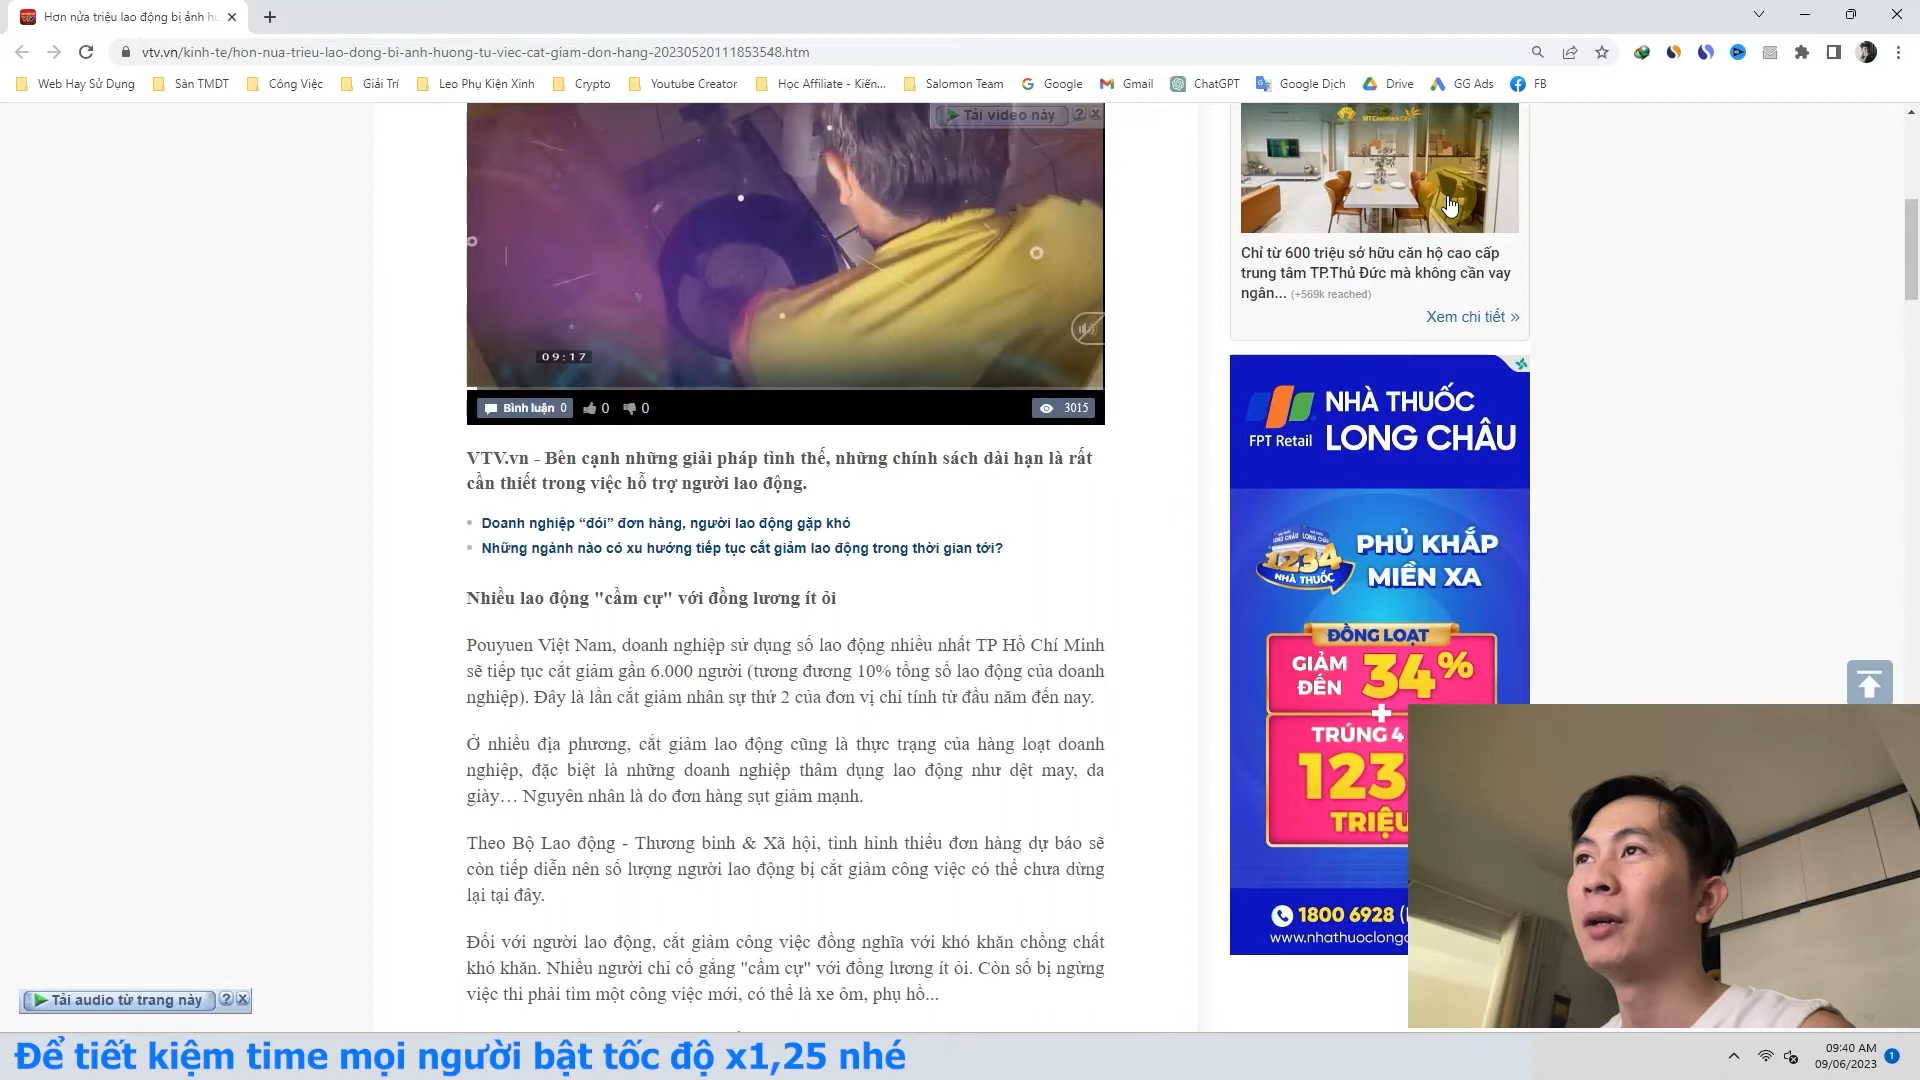 Hơn nửa triệu lao động bị ảnh hư
vtv.vn/kinh-te/hon-nua-trieu-lao-dong-bi-anh-huong-tu-viec-cat-giam-don-hang-20230520111853548.htm
Web Hay Sử Dụng
Sàn TMDT
Công Việc
Giải Trí
Leo Phụ Kiện Xinh
Crypto
Youtube Creator
Học Affiliate - Kiến...
Salomon Team
Google
Gmail
ChatGPT
Google Dịch
Drive
GG Ads
FB
Tải video này
09:17
Bình luận 0
0
0
3015
VTV.vn - Bên cạnh những giải pháp tình thế, những chính sách dài hạn là rất
cần thiết trong việc hỗ trợ người lao động.
Doanh nghiệp “đói” đơn hàng, người lao động gặp khó
Những ngành nào có xu hướng tiếp tục cắt giảm lao động trong thời gian tới?
Nhiều lao động "cầm cự" với đồng lương ít ỏi
Pouyuen Việt Nam, doanh nghiệp sử dụng số lao động nhiều nhất TP Hồ Chí Minh
sẽ tiếp tục cắt giảm gần 6.000 người (tương đương 10% tổng số lao động của doanh
nghiệp). Đây là lần cắt giảm nhân sự thứ 2 của đơn vị chỉ tính từ đầu năm đến nay.
Ở nhiều địa phương, cắt giảm lao động cũng là thực trạng của hàng loạt doanh
nghiệp, đặc biệt là những doanh nghiệp thâm dụng lao động như dệt may, da
giày… Nguyên nhân là do đơn hàng sụt giảm mạnh.
Theo Bộ Lao động - Thương binh & Xã hội, tình hình thiếu đơn hàng dự báo sẽ
còn tiếp diễn nên số lượng người lao động bị cắt giảm công việc có thể chưa dừng
lại tại đây.
Đối với người lao động, cắt giảm công việc đồng nghĩa với khó khăn chồng chất
khó khăn. Nhiều người chỉ cố gắng "cầm cự" với đồng lương ít ỏi. Còn số bị ngừng
việc thì phải tìm một công việc mới, có thể là xe ôm, phụ hồ...
MT Eastmark City
Chỉ từ 600 triệu sở hữu căn hộ cao cấp
trung tâm TP.Thủ Đức mà không cần vay
ngân... (+569k reached)
Xem chi tiết »
FPT Retail
NHÀ THUỐC
LONG CHÂU
LONG CHÂU LONG CHÂU
1234
NHÀ THUỐC
PHỦ KHẮP
MIỀN XA
ĐỒNG LOẠT
GIẢM
ĐẾN
34%
+
TRÚNG 4
123
TRIỆU
1800 6928 (
www.nhathuoclong
Tải audio từ trang này
Để tiết kiệm time mọi người bật tốc độ x1,25 nhé
09:40 AM
09/06/2023
1